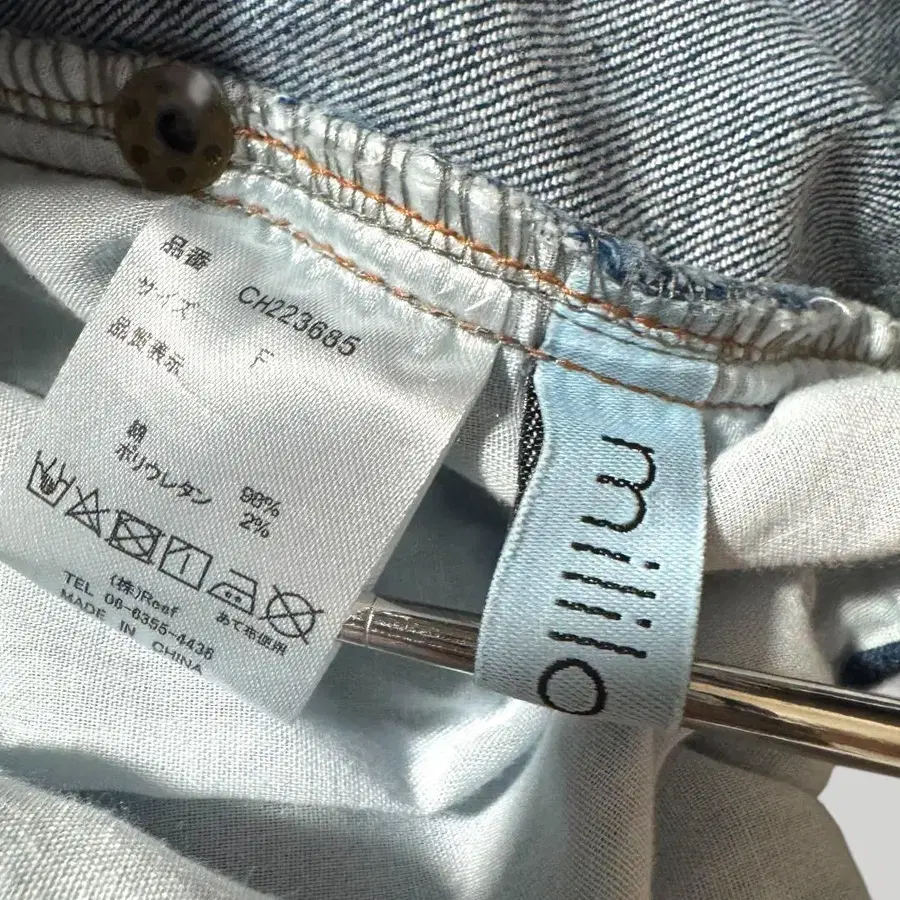 品番 CH223685
サイズ F
品質表示
綿 98%
ポリウレタン 2%
あて布使用
(株)Reef
TEL 06-6355-4436
MADE IN CHINA
milililo